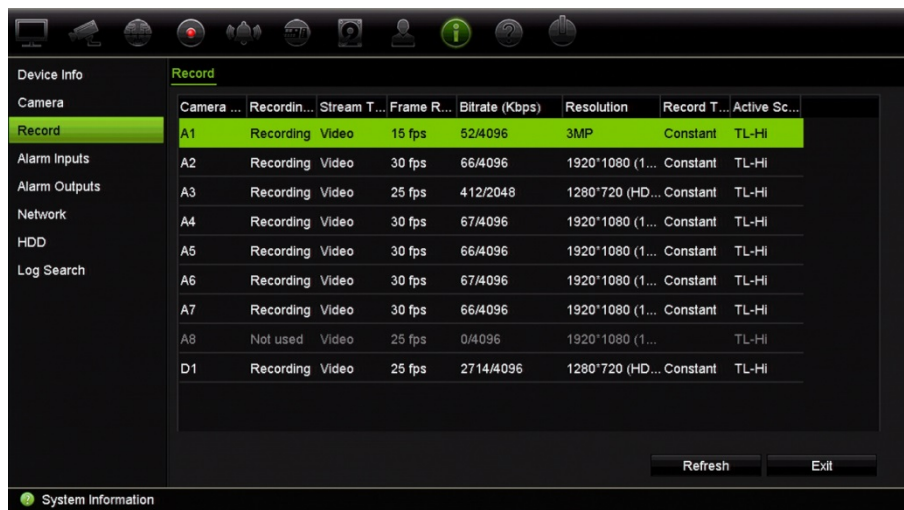 Device Info
Camera
Record
Alarm Inputs
Alarm Outputs
Network
HDD
Log Search
Record
Camera ... Recordin... Stream T... Frame R... Bitrate (Kbps) Resolution Record T... Active Sc...
A1 Recording Video 15 fps 52/4096 3MP Constant TL-Hi
A2 Recording Video 30 fps 66/4096 1920*1080 (1... Constant TL-Hi
A3 Recording Video 25 fps 412/2048 1280*720 (HD... Constant TL-Hi
A4 Recording Video 30 fps 67/4096 1920*1080 (1... Constant TL-Hi
A5 Recording Video 30 fps 66/4096 1920*1080 (1... Constant TL-Hi
A6 Recording Video 30 fps 67/4096 1920*1080 (1... Constant TL-Hi
A7 Recording Video 30 fps 66/4096 1920*1080 (1... Constant TL-Hi
A8 Not used Video 25 fps 0/4096 1920*1080 (1... TL-Hi
D1 Recording Video 25 fps 2714/4096 1280*720 (HD... Constant TL-Hi
Refresh Exit
System Information